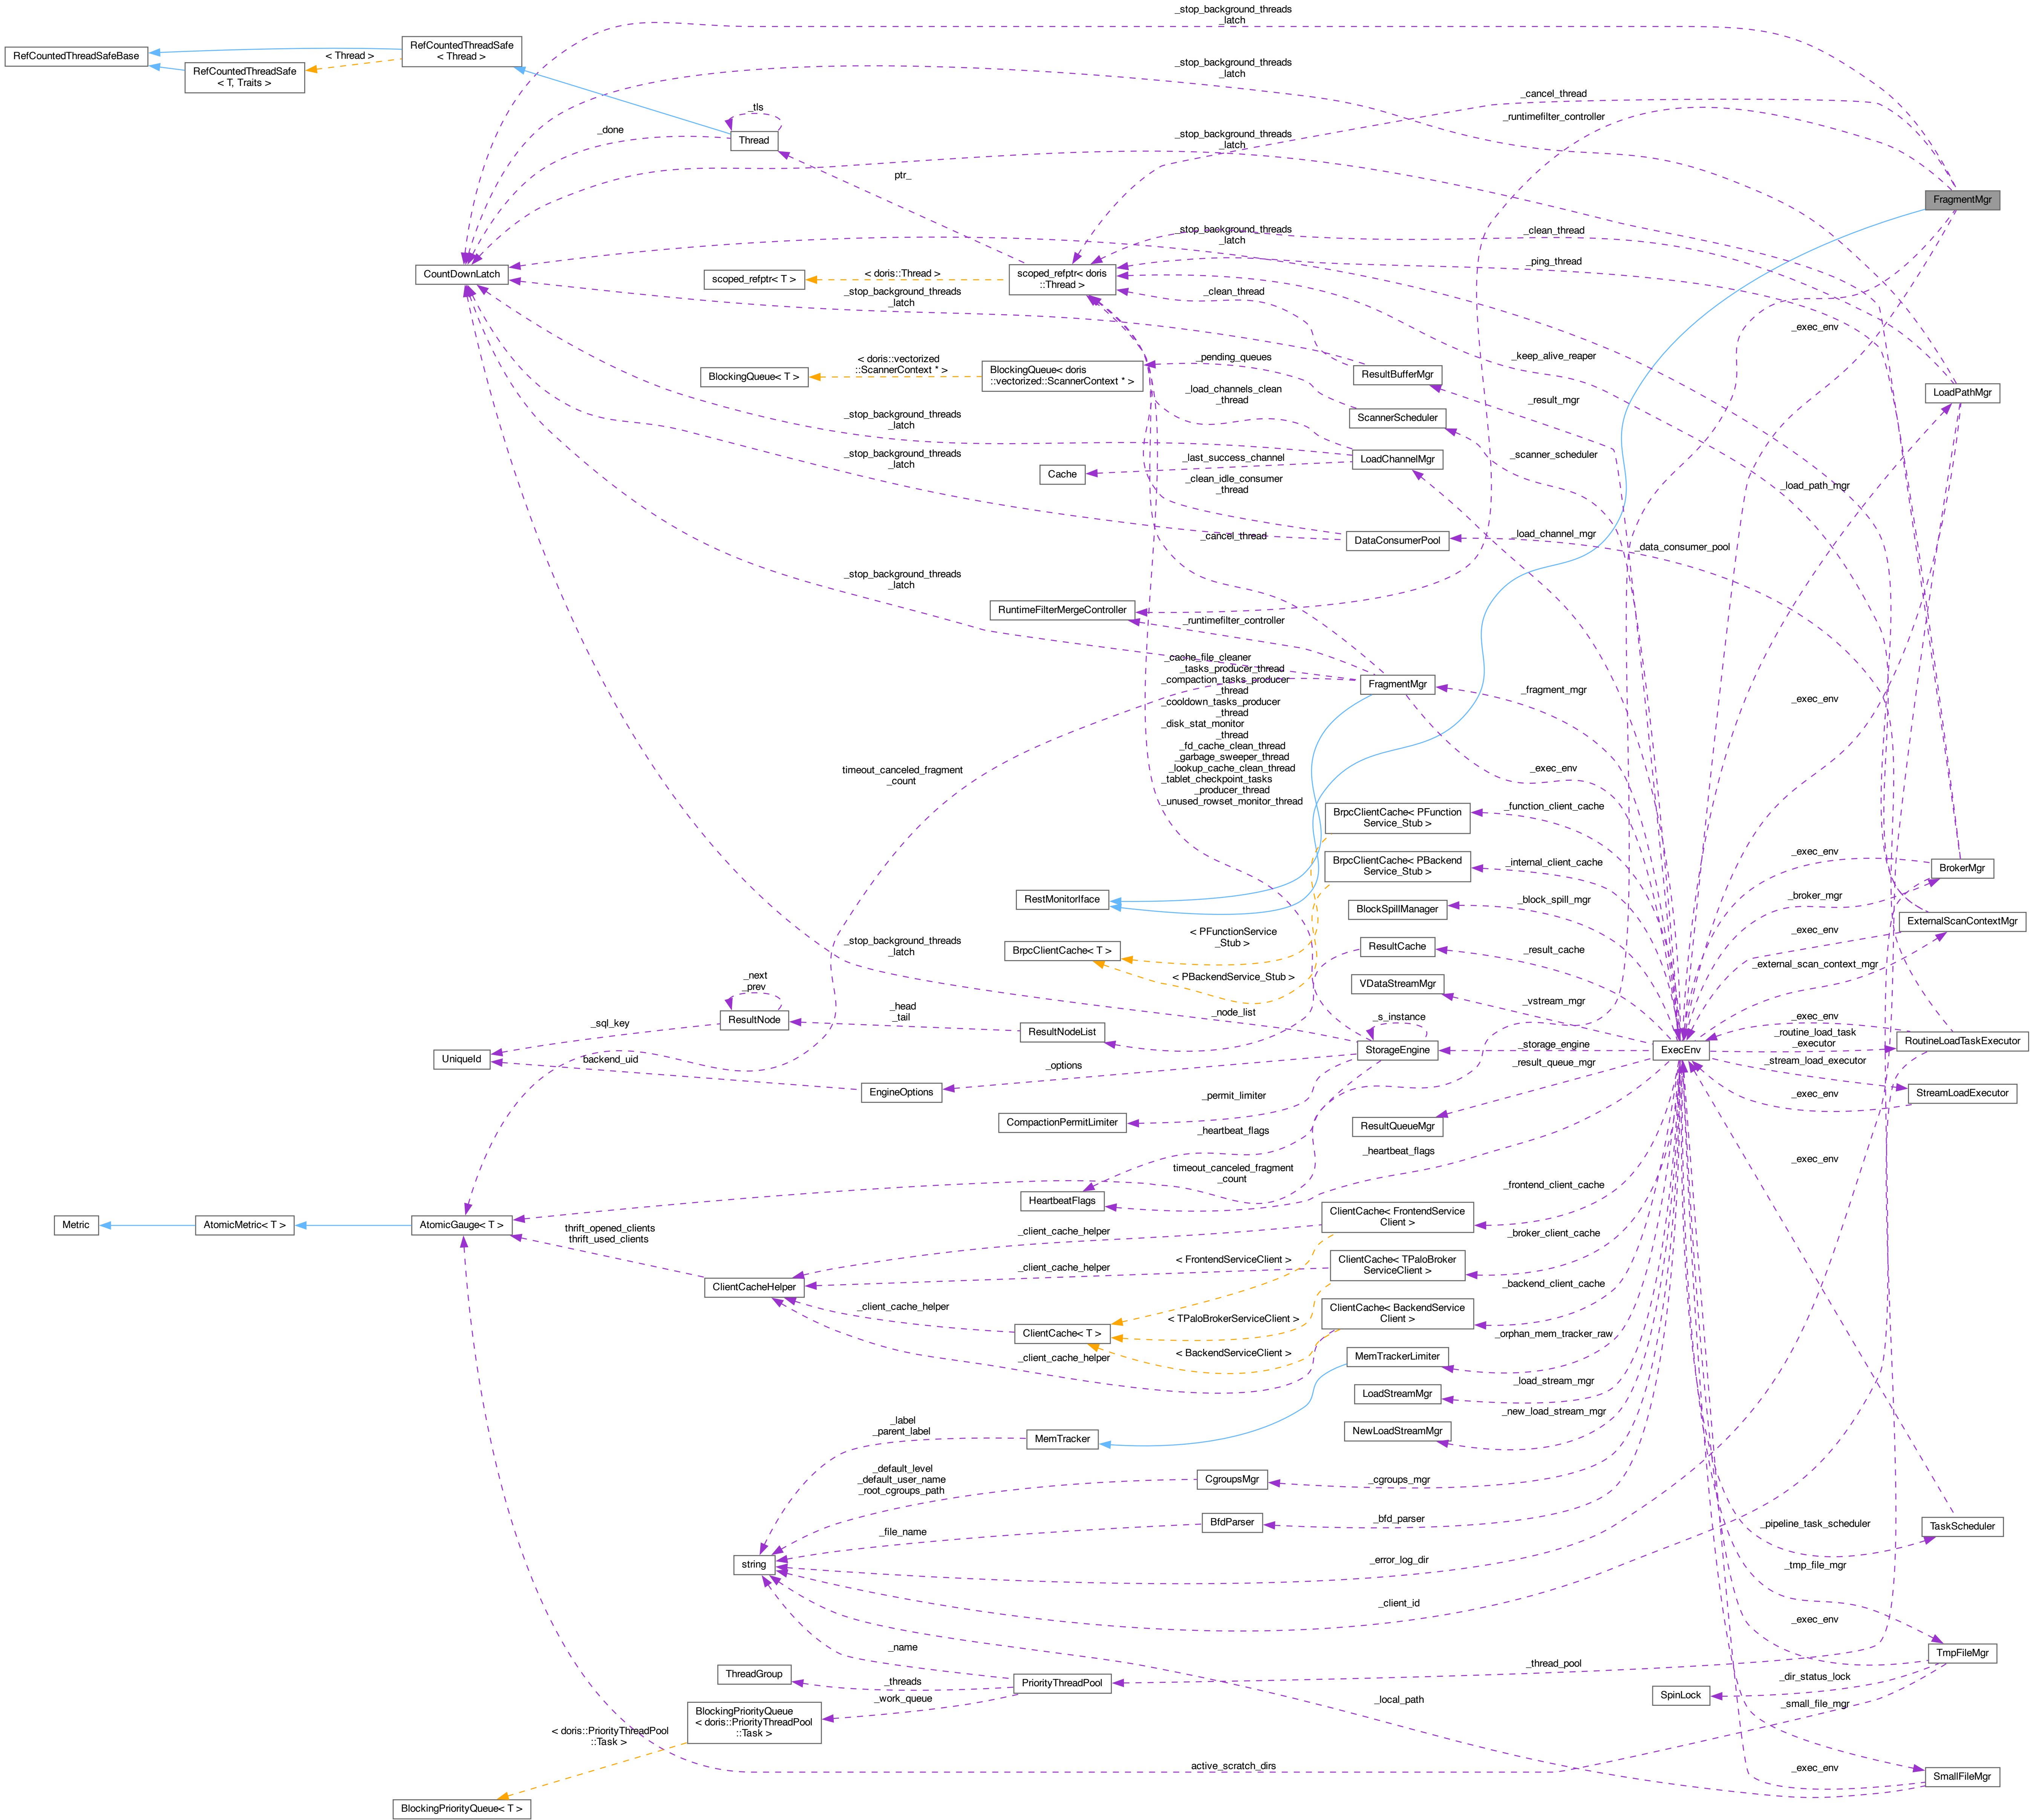 _stop_background_threads
_latch
RefCountedThreadSafeBase
< Thread >
RefCountedThreadSafe
< Thread >
RefCountedThreadSafe
< T, Traits >
_stop_background_threads
_latch
_cancel_thread
_runtimefilter_controller
_tls
_done
Thread
_stop_background_threads
_latch
ptr_
FragmentMgr
_stop_background_threads
_latch
_clean_thread
CountDownLatch
scoped_refptr< T >
< doris::Thread >
scoped_refptr< doris
::Thread >
_ping_thread
_stop_background_threads
_latch
_clean_thread
_exec_env
< doris::vectorized
::ScannerContext * >
_pending_queues
_keep_alive_reaper
BlockingQueue< T >
BlockingQueue< doris
::vectorized::ScannerContext * >
ResultBufferMgr
_load_channels_clean
_thread
_result_mgr
LoadPathMgr
_stop_background_threads
_latch
ScannerScheduler
_last_success_channel
LoadChannelMgr
_scanner_scheduler
Cache
_stop_background_threads
_latch
_clean_idle_consumer
_thread
_load_path_mgr
_cancel_thread
DataConsumerPool
_load_channel_mgr
_data_consumer_pool
_stop_background_threads
_latch
RuntimeFilterMergeController
_runtimefilter_controller
_cache_file_cleaner
_tasks_producer_thread
_compaction_tasks_producer
_thread
_cooldown_tasks_producer
_thread
_disk_stat_monitor
_thread
_fd_cache_clean_thread
_garbage_sweeper_thread
_lookup_cache_clean_thread
_tablet_checkpoint_tasks
_producer_thread
_unused_rowset_monitor_thread
FragmentMgr
_fragment_mgr
_exec_env
timeout_canceled_fragment
_count
_exec_env
BrpcClientCache< PFunction
Service_Stub >
_function_client_cache
BrpcClientCache< PBackend
Service_Stub >
_internal_client_cache
_exec_env
BrokerMgr
RestMonitorIface
BlockSpillManager
_block_spill_mgr
_broker_mgr
ExternalScanContextMgr
< PFunctionService
_Stub >
BrpcClientCache< T >
_stop_background_threads
_latch
ResultCache
_result_cache
_exec_env
< PBackendService_Stub >
VDataStreamMgr
_external_scan_context_mgr
_next
_prev
ResultNode
_head
_tail
_node_list
_vstream_mgr
_exec_env
_sql_key
ResultNodeList
_s_instance
_routine_load_task
_executor
RoutineLoadTaskExecutor
UniqueId
backend_uid
StorageEngine
_storage_engine
ExecEnv
_options
_result_queue_mgr
_stream_load_executor
EngineOptions
_exec_env
StreamLoadExecutor
_permit_limiter
CompactionPermitLimiter
ResultQueueMgr
_heartbeat_flags
_heartbeat_flags
_exec_env
timeout_canceled_fragment
_count
HeartbeatFlags
_frontend_client_cache
Metric
AtomicMetric< T >
AtomicGauge< T >
thrift_opened_clients
thrift_used_clients
_client_cache_helper
ClientCache< FrontendService
Client >
_broker_client_cache
< FrontendServiceClient >
ClientCache< TPaloBroker
ServiceClient >
_client_cache_helper
ClientCacheHelper
_backend_client_cache
_client_cache_helper
< TPaloBrokerServiceClient >
ClientCache< BackendService
Client >
ClientCache< T >
_orphan_mem_tracker_raw
< BackendServiceClient >
MemTrackerLimiter
_client_cache_helper
_load_stream_mgr
LoadStreamMgr
_new_load_stream_mgr
_label
_parent_label
MemTracker
NewLoadStreamMgr
_default_level
_default_user_name
_root_cgroups_path
CgroupsMgr
_cgroups_mgr
_file_name
BfdParser
_bfd_parser
_pipeline_task_scheduler
TaskScheduler
string
_error_log_dir
_tmp_file_mgr
_client_id
_exec_env
_name
_thread_pool
TmpFileMgr
ThreadGroup
_threads
PriorityThreadPool
_dir_status_lock
SpinLock
_work_queue
_local_path
_small_file_mgr
BlockingPriorityQueue
< doris::PriorityThreadPool
::Task >
< doris::PriorityThreadPool
::Task >
active_scratch_dirs
_exec_env
SmallFileMgr
BlockingPriorityQueue< T >